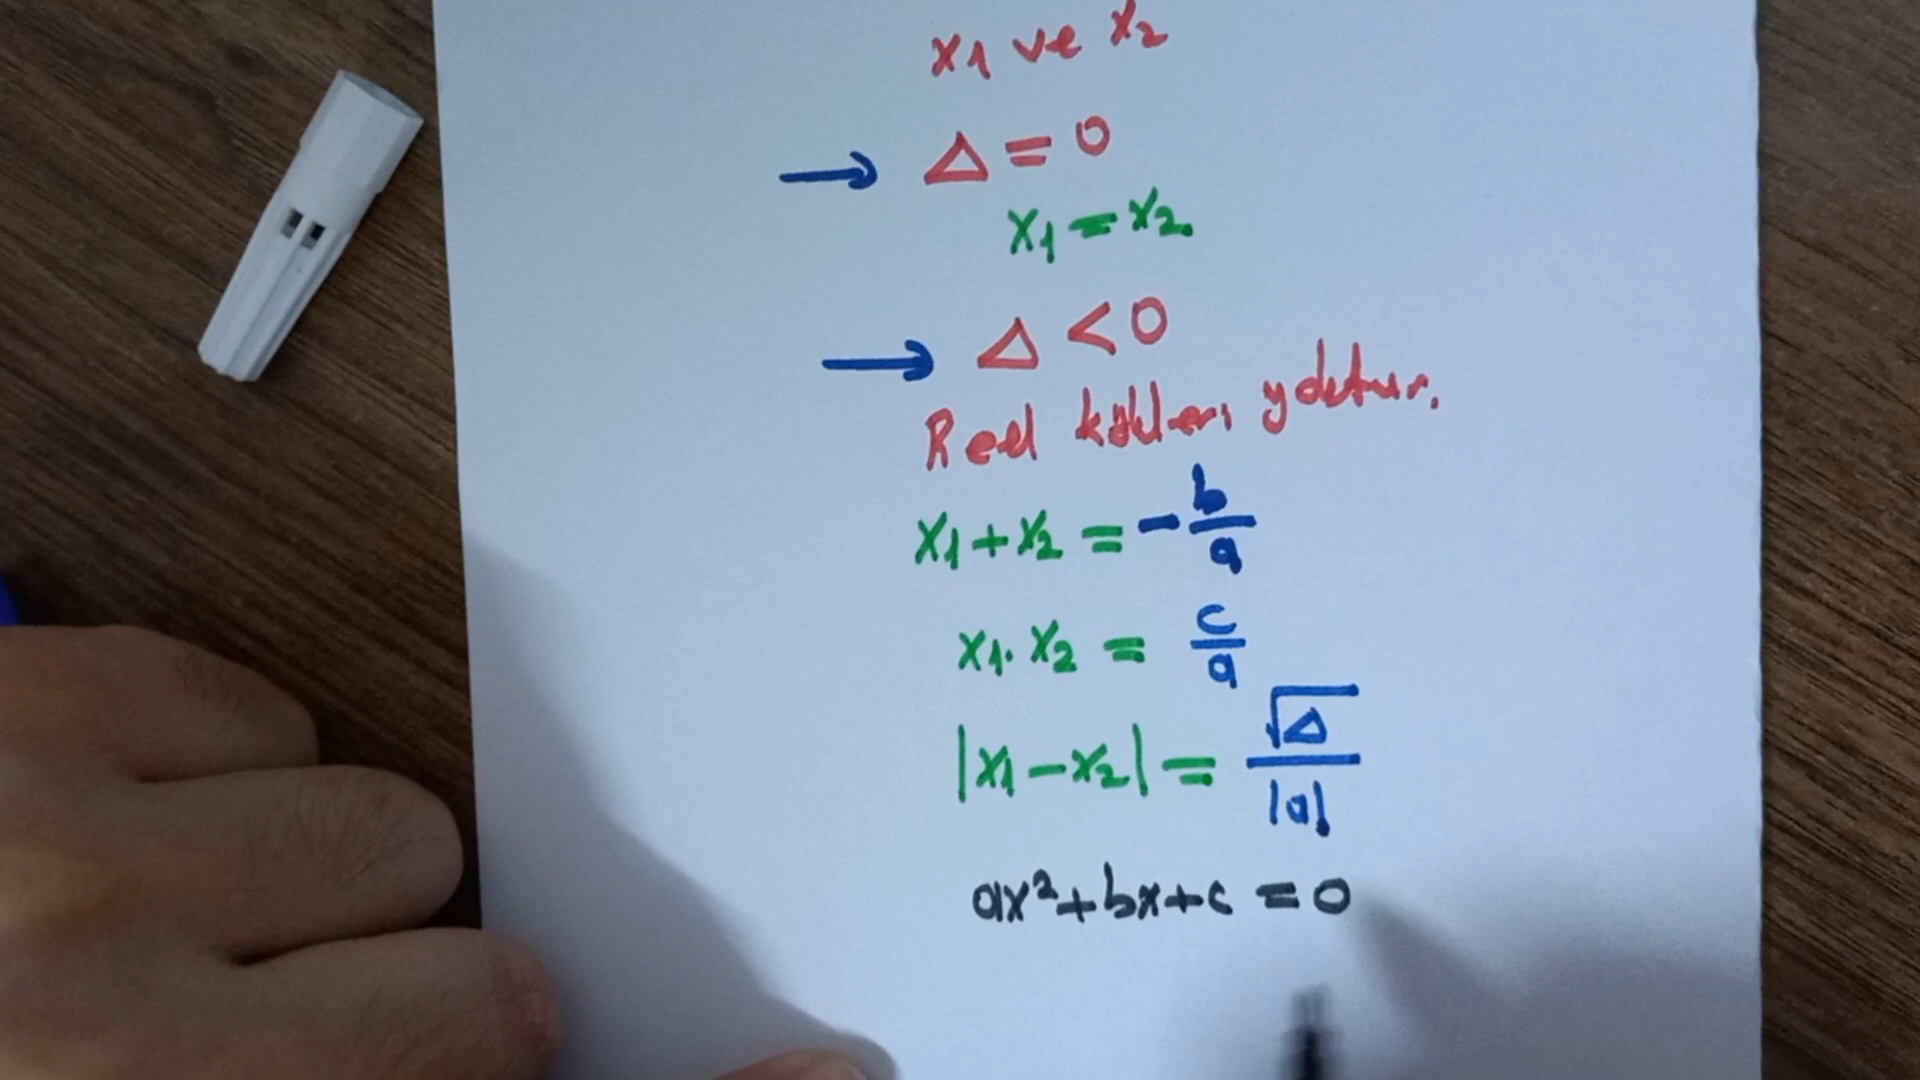 x₁ ve x₂
→ Δ = 0
x₁ = x₂.
→ Δ < 0
Reel kökleri yoktur.
x₁ + x₂ = - b/a
x₁ . x₂ = c/a
|x₁ - x₂| = √Δ/|a|
ax² + bx + c = 0